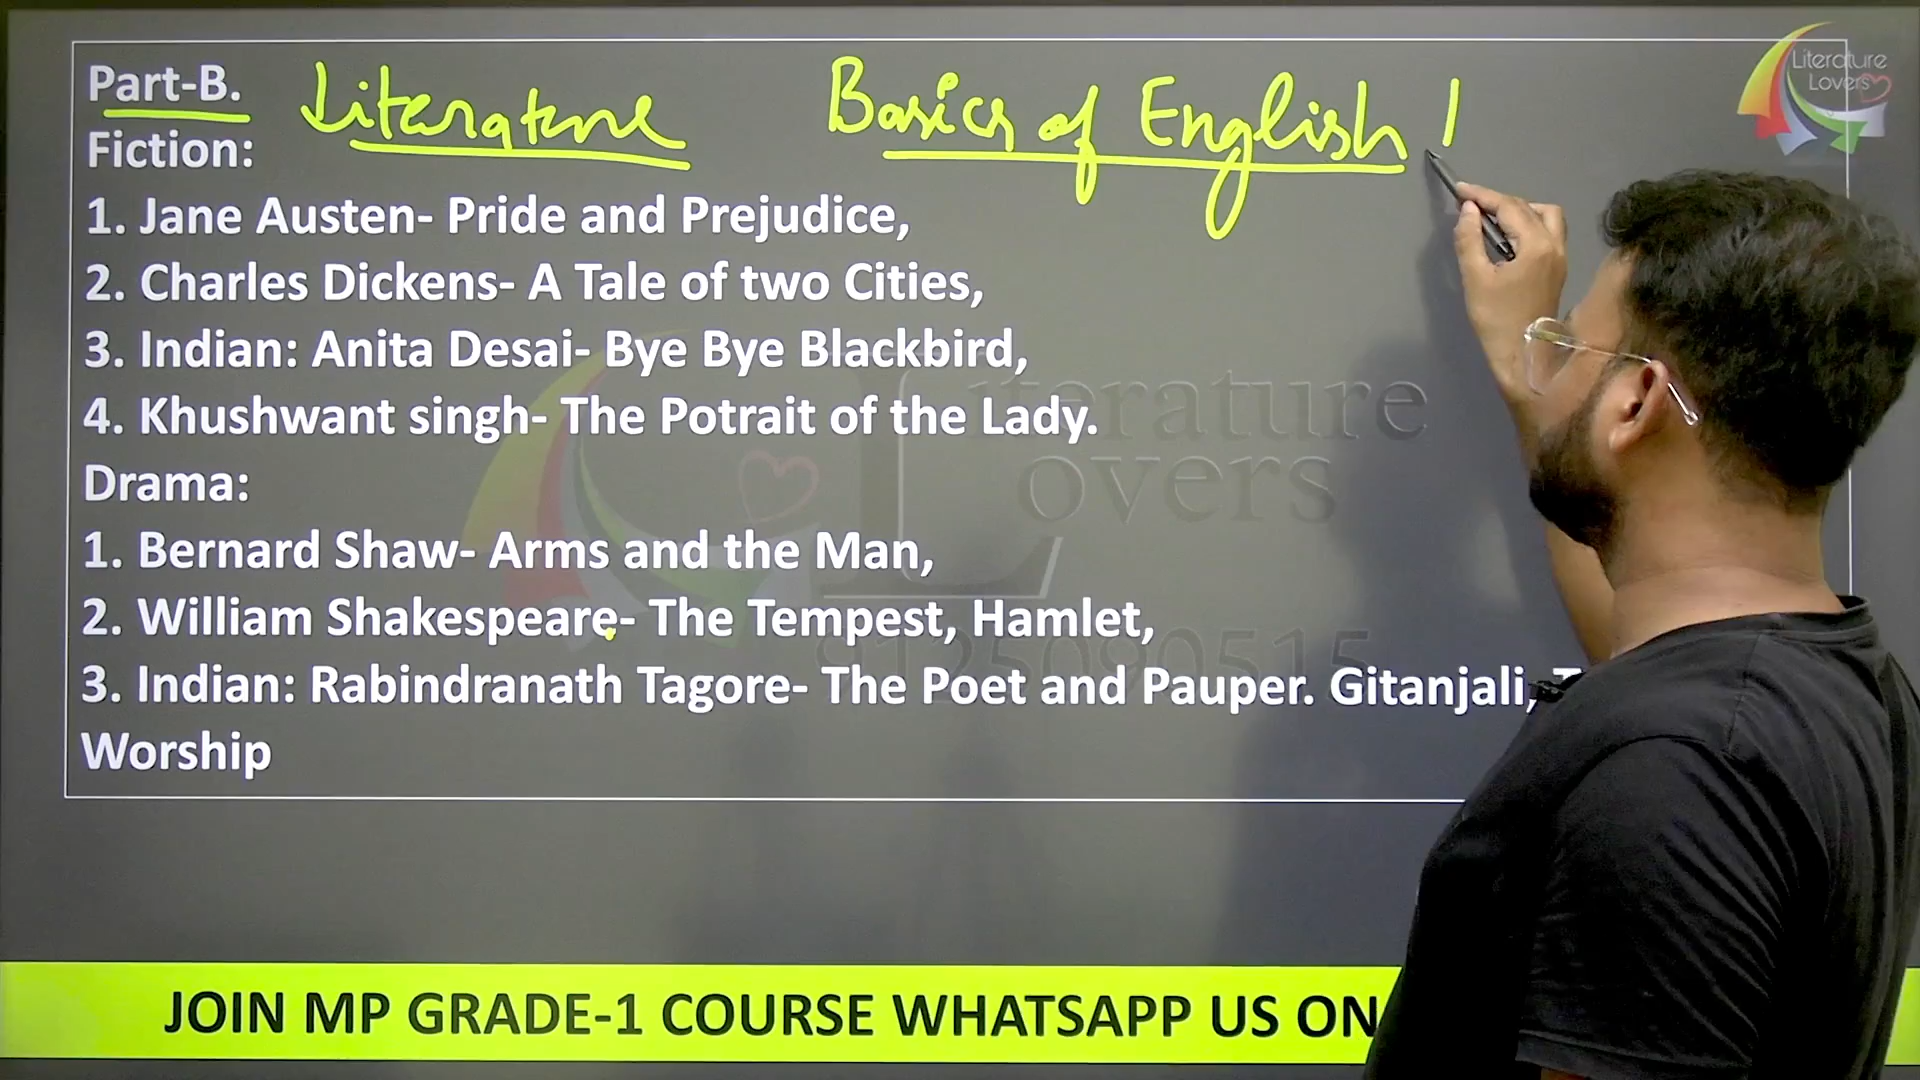 Part-B. Literature Basics of English
Literature
Lovers
Fiction:
1. Jane Austen- Pride and Prejudice,
2. Charles Dickens- A Tale of two Cities,
3. Indian: Anita Desai- Bye Bye Blackbird,
4. Khushwant singh- The Potrait of the Lady.
Literature
Lovers
Drama:
1. Bernard Shaw- Arms and the Man,
2. William Shakespeare- The Tempest, Hamlet,
9125090515
3. Indian: Rabindranath Tagore- The Poet and Pauper. Gitanjali,
Worship
JOIN MP GRADE-1 COURSE WHATSAPP US ON